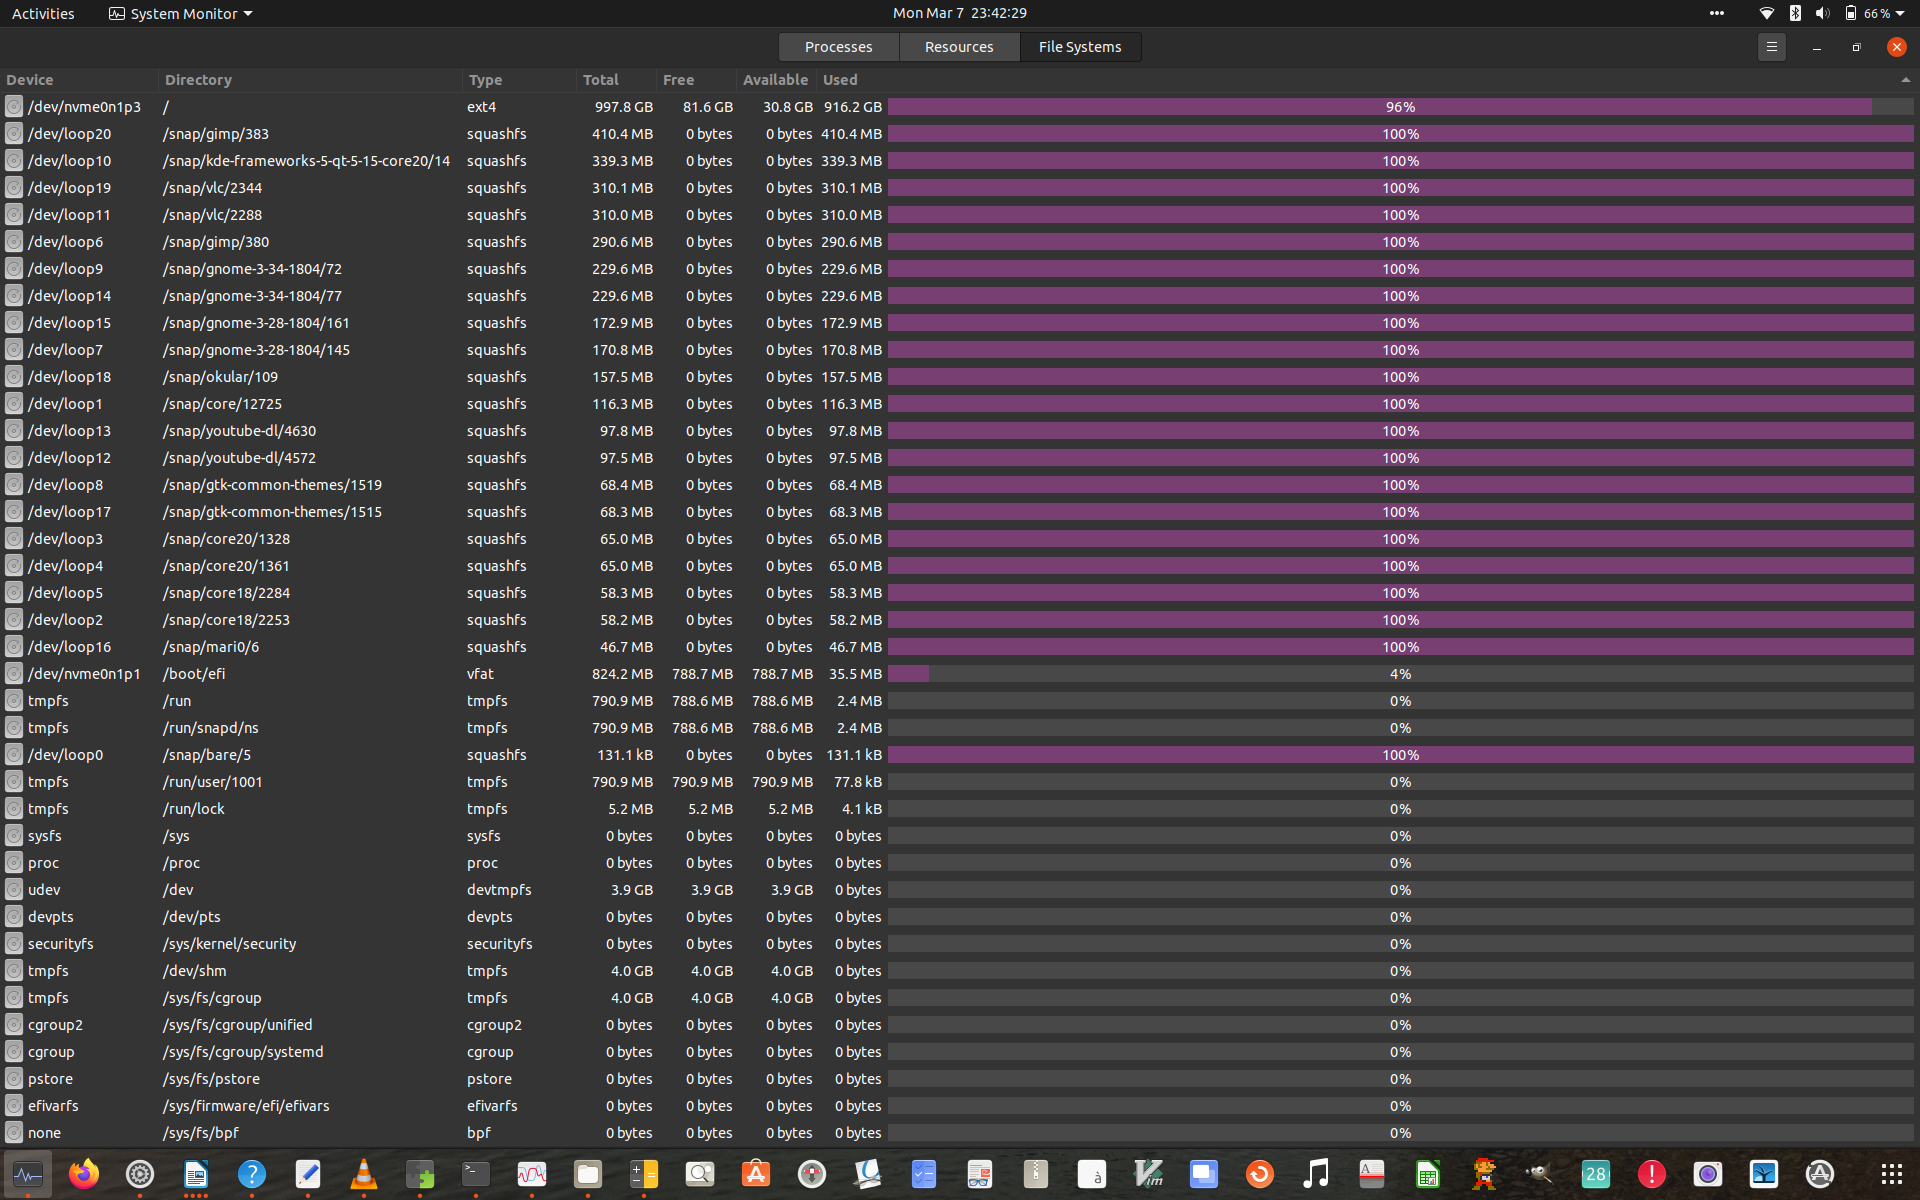 Activities System Monitor Mon Mar 7 23:42:29 66 %
Processes Resources File Systems
Device Directory Type Total Free Available Used
/dev/nvme0n1p3 / ext4 997.8 GB 81.6 GB 30.8 GB 916.2 GB 96%
/dev/loop20 /snap/gimp/383 squashfs 410.4 MB 0 bytes 0 bytes 410.4 MB 100%
/dev/loop10 /snap/kde-frameworks-5-qt-5-15-core20/14 squashfs 339.3 MB 0 bytes 0 bytes 339.3 MB 100%
/dev/loop19 /snap/vlc/2344 squashfs 310.1 MB 0 bytes 0 bytes 310.1 MB 100%
/dev/loop11 /snap/vlc/2288 squashfs 310.0 MB 0 bytes 0 bytes 310.0 MB 100%
/dev/loop6 /snap/gimp/380 squashfs 290.6 MB 0 bytes 0 bytes 290.6 MB 100%
/dev/loop9 /snap/gnome-3-34-1804/72 squashfs 229.6 MB 0 bytes 0 bytes 229.6 MB 100%
/dev/loop14 /snap/gnome-3-34-1804/77 squashfs 229.6 MB 0 bytes 0 bytes 229.6 MB 100%
/dev/loop15 /snap/gnome-3-28-1804/161 squashfs 172.9 MB 0 bytes 0 bytes 172.9 MB 100%
/dev/loop7 /snap/gnome-3-28-1804/145 squashfs 170.8 MB 0 bytes 0 bytes 170.8 MB 100%
/dev/loop18 /snap/okular/109 squashfs 157.5 MB 0 bytes 0 bytes 157.5 MB 100%
/dev/loop1 /snap/core/12725 squashfs 116.3 MB 0 bytes 0 bytes 116.3 MB 100%
/dev/loop13 /snap/youtube-dl/4630 squashfs 97.8 MB 0 bytes 0 bytes 97.8 MB 100%
/dev/loop12 /snap/youtube-dl/4572 squashfs 97.5 MB 0 bytes 0 bytes 97.5 MB 100%
/dev/loop8 /snap/gtk-common-themes/1519 squashfs 68.4 MB 0 bytes 0 bytes 68.4 MB 100%
/dev/loop17 /snap/gtk-common-themes/1515 squashfs 68.3 MB 0 bytes 0 bytes 68.3 MB 100%
/dev/loop3 /snap/core20/1328 squashfs 65.0 MB 0 bytes 0 bytes 65.0 MB 100%
/dev/loop4 /snap/core20/1361 squashfs 65.0 MB 0 bytes 0 bytes 65.0 MB 100%
/dev/loop5 /snap/core18/2284 squashfs 58.3 MB 0 bytes 0 bytes 58.3 MB 100%
/dev/loop2 /snap/core18/2253 squashfs 58.2 MB 0 bytes 0 bytes 58.2 MB 100%
/dev/loop16 /snap/mari0/6 squashfs 46.7 MB 0 bytes 0 bytes 46.7 MB 100%
/dev/nvme0n1p1 /boot/efi vfat 824.2 MB 788.7 MB 788.7 MB 35.5 MB 4%
tmpfs /run tmpfs 790.9 MB 788.6 MB 788.6 MB 2.4 MB 0%
tmpfs /run/snapd/ns tmpfs 790.9 MB 788.6 MB 788.6 MB 2.4 MB 0%
/dev/loop0 /snap/bare/5 squashfs 131.1 kB 0 bytes 0 bytes 131.1 kB 100%
tmpfs /run/user/1001 tmpfs 790.9 MB 790.9 MB 790.9 MB 77.8 kB 0%
tmpfs /run/lock tmpfs 5.2 MB 5.2 MB 5.2 MB 4.1 kB 0%
sysfs /sys sysfs 0 bytes 0 bytes 0 bytes 0 bytes 0%
proc /proc proc 0 bytes 0 bytes 0 bytes 0 bytes 0%
udev /dev devtmpfs 3.9 GB 3.9 GB 3.9 GB 0 bytes 0%
devpts /dev/pts devpts 0 bytes 0 bytes 0 bytes 0 bytes 0%
securityfs /sys/kernel/security securityfs 0 bytes 0 bytes 0 bytes 0 bytes 0%
tmpfs /dev/shm tmpfs 4.0 GB 4.0 GB 4.0 GB 0 bytes 0%
tmpfs /sys/fs/cgroup tmpfs 4.0 GB 4.0 GB 4.0 GB 0 bytes 0%
cgroup2 /sys/fs/cgroup/unified cgroup2 0 bytes 0 bytes 0 bytes 0 bytes 0%
cgroup /sys/fs/cgroup/systemd cgroup 0 bytes 0 bytes 0 bytes 0 bytes 0%
pstore /sys/fs/pstore pstore 0 bytes 0 bytes 0 bytes 0 bytes 0%
efivarfs /sys/firmware/efi/efivars efivarfs 0 bytes 0 bytes 0 bytes 0 bytes 0%
none /sys/fs/bpf bpf 0 bytes 0 bytes 0 bytes 0 bytes 0%
? >_ à Vim A 28 !